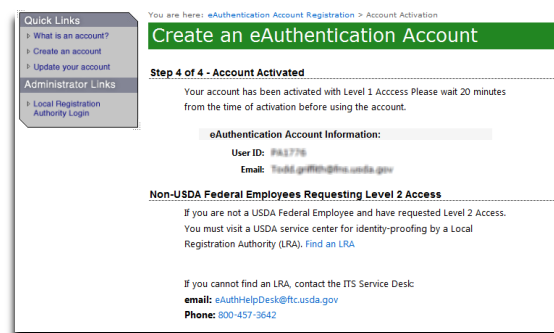 Quick Links
What is an account?
Create an account
Update your account
Administrator Links
Local Registration
Authority Login
You are here: eAuthentication Account Registration > Account Activation
Create an eAuthentication Account
Step 4 of 4 - Account Activated
Your account has been activated with Level 1 Acccess Please wait 20 minutes
from the time of activation before using the account.
eAuthentication Account Information:
User ID:
Email:
Non-USDA Federal Employees Requesting Level 2 Access
If you are not a USDA Federal Employee and have requested Level 2 Access.
You must visit a USDA service center for identity-proofing by a Local
Registration Authority (LRA). Find an LRA
If you cannot find an LRA, contact the ITS Service Desk:
email: eAuthHelpDesk@ftc.usda.gov
Phone: 800-457-3642